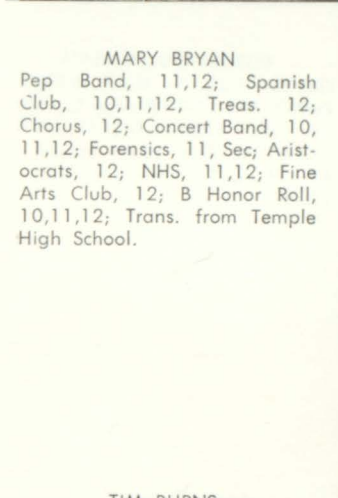 MARY BRYAN
Pep Band, 11,12; Spanish
Club, 10,11,12, Treas. 12;
Chorus, 12; Concert Band, 10,
11,12; Forensics, 11, Sec; Arist-
ocrats, 12; NHS, 11,12; Fine
Arts Club, 12; B Honor Roll,
10,11,12; Trans. from Temple
High School.
TIM BURNS